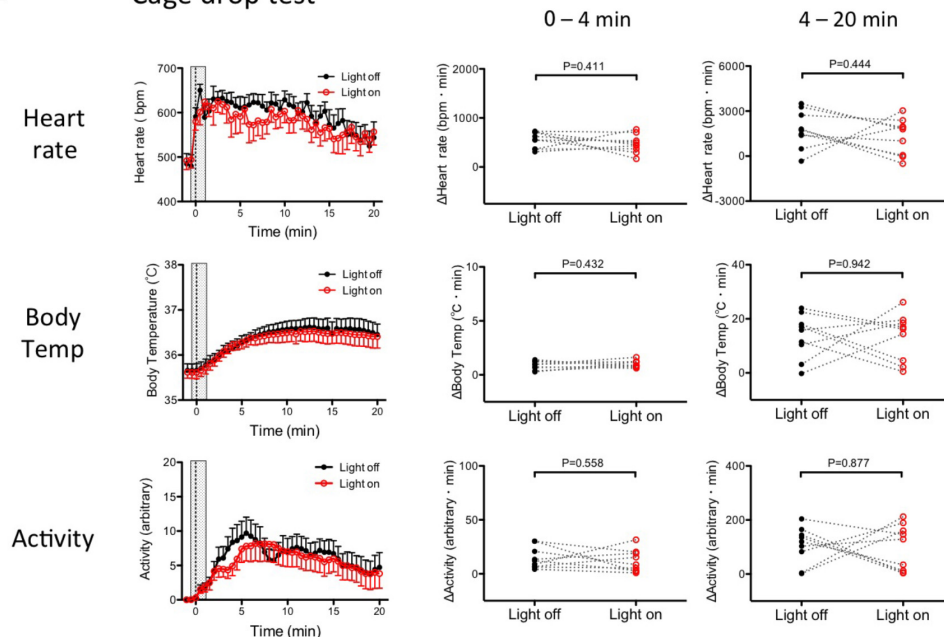 Cage drop test
0 – 4 min
4 – 20 min
Heart
rate
Heart rate ( bpm)
700
600
500
400
Light off
Light on
0
5
10
15
20
Time (min)
ΔHeart rate (bpm・min)
2000
1000
0
P=0.411
Light off
Light on
ΔHeart rate (bpm・min)
6000
3000
0
-3000
P=0.444
Light off
Light on
Body
Temp
Body Temperature (°C)
38
37
36
35
Light off
Light on
0
5
10
15
20
Time (min)
ΔBody Temp (°C・min)
10
5
0
P=0.432
Light off
Light on
ΔBody Temp (°C・min)
40
20
0
P=0.942
Light off
Light on
Activity
Activity (arbitrary)
20
15
10
5
0
Light off
Light on
0
5
10
15
20
Time (min)
ΔActivity (arbitrary・min)
100
50
0
P=0.558
Light off
Light on
ΔActivity (arbitrary・min)
400
200
0
P=0.877
Light off
Light on